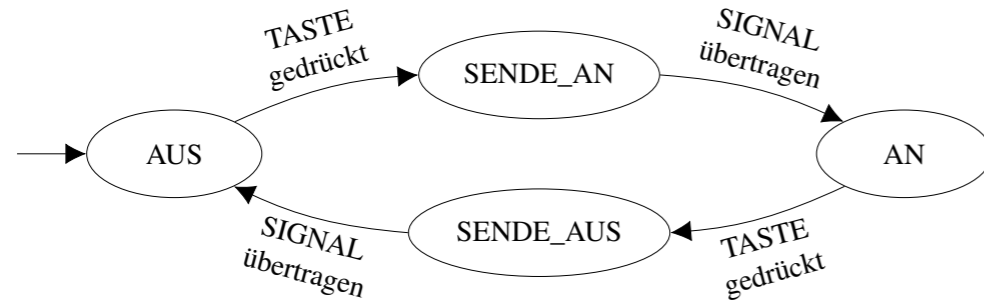 TASTE
gedrückt
SENDE_AN
SIGNAL
übertragen
AUS
AN
SIGNAL
übertragen
SENDE_AUS
TASTE
gedrückt